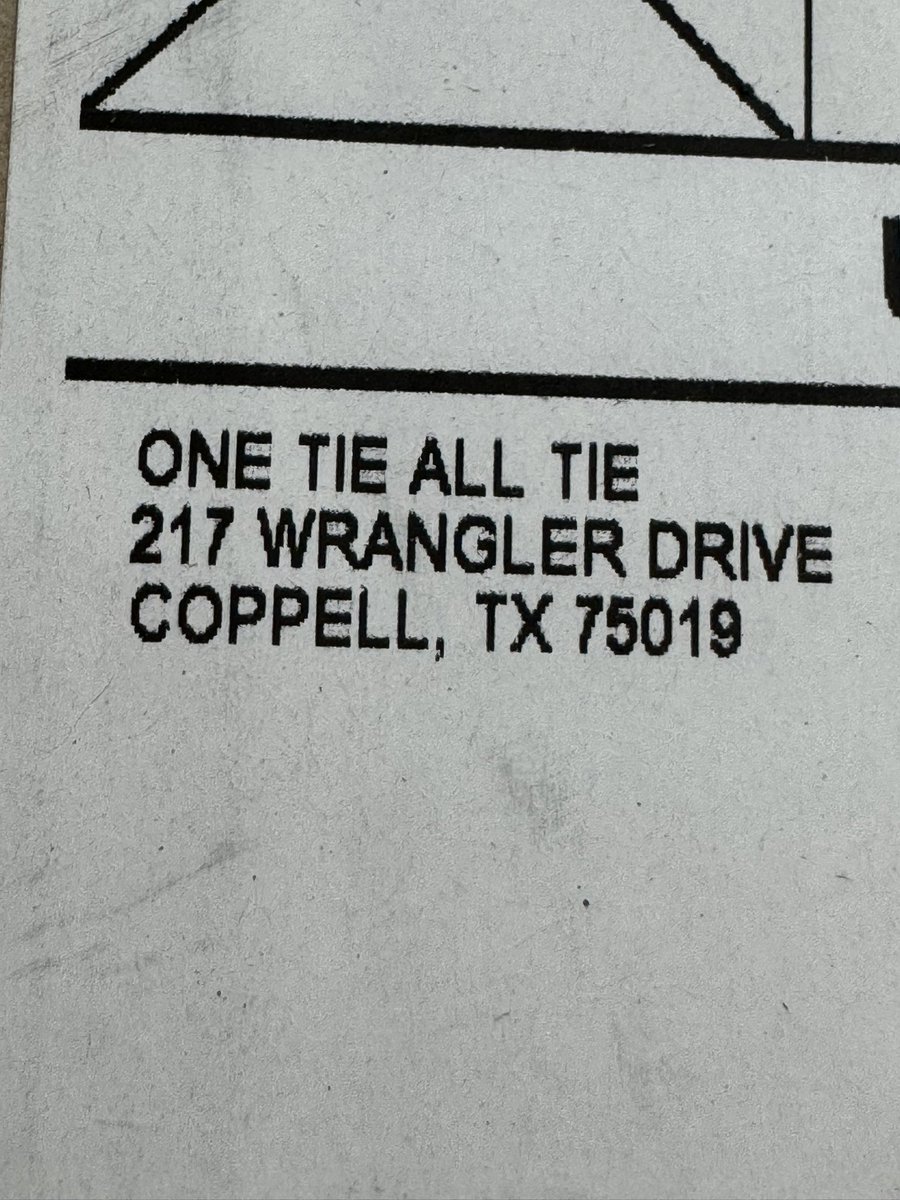 ONE TIE ALL TIE
217 WRANGLER DRIVE
COPPELL, TX 75019